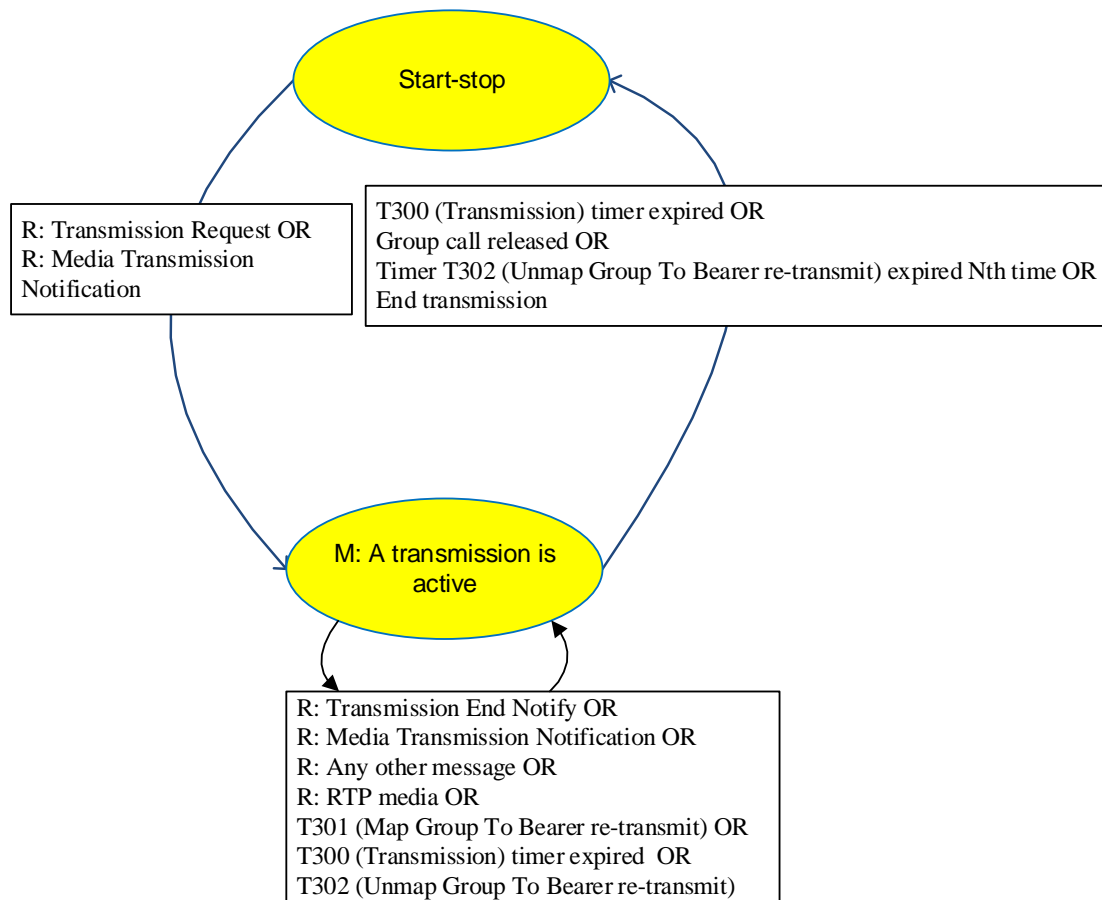 Start-stop
R: Transmission Request OR
R: Media Transmission
Notification
T300 (Transmission) timer expired OR
Group call released OR
Timer T302 (Unmap Group To Bearer re-transmit) expired Nth time OR
End transmission
M: A transmission is
active
R: Transmission End Notify OR
R: Media Transmission Notification OR
R: Any other message OR
R: RTP media OR
T301 (Map Group To Bearer re-transmit) OR
T300 (Transmission) timer expired  OR
T302 (Unmap Group To Bearer re-transmit)